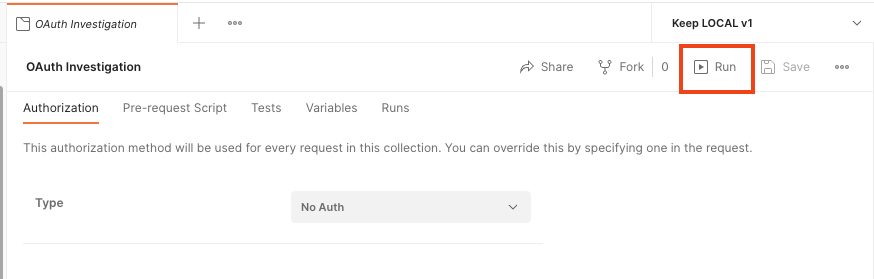 OAuth Investigation
Keep LOCAL v1
OAuth Investigation Share Fork 0 Run Save
Authorization Pre-request Script Tests Variables Runs
This authorization method will be used for every request in this collection. You can override this by specifying one in the request.
Type No Auth